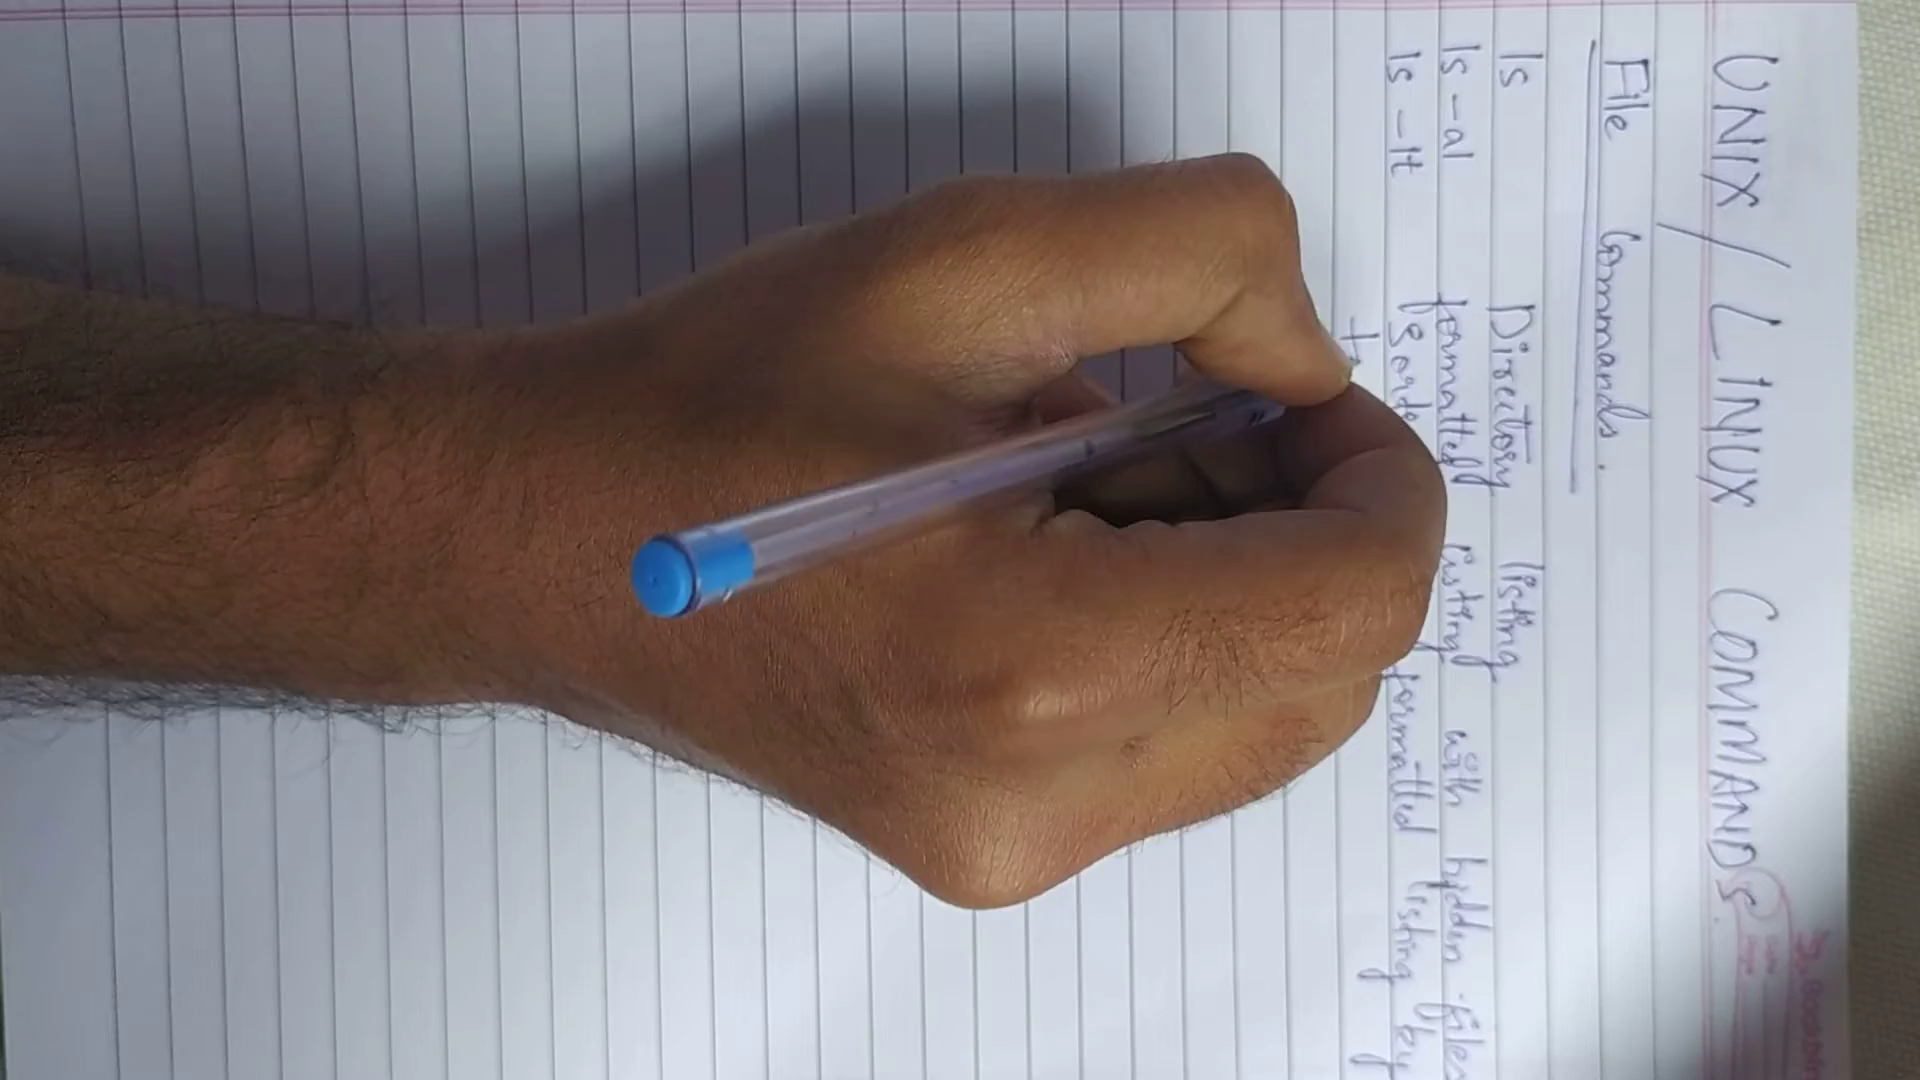 UNIX / LINUX COMMANDS.
File Commands.
ls Directory listing
ls -al formatted listing with hidden files
ls -lt formatted listing by